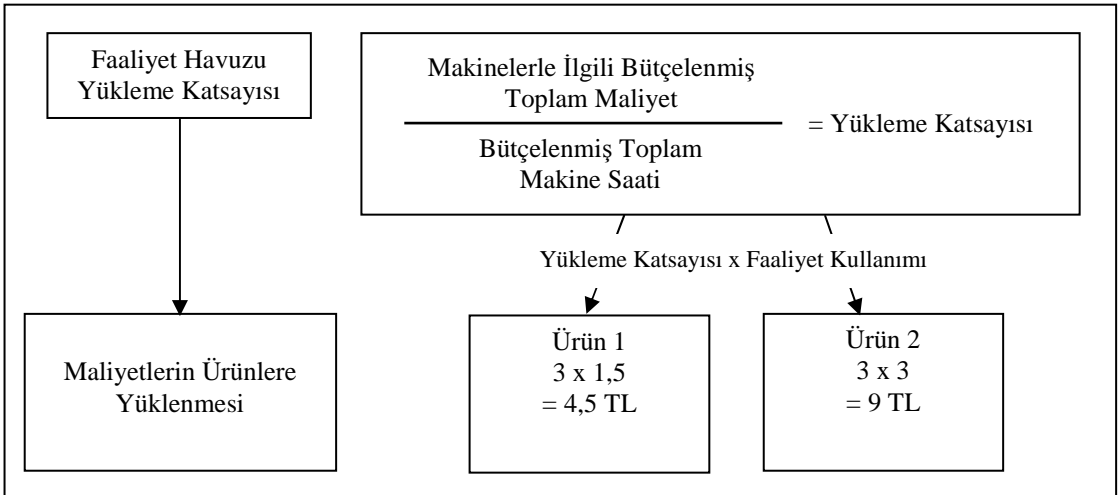 Faaliyet Havuzu
Yükleme Katsayısı
Makinelerle İlgili Bütçelenmiş
Toplam Maliyet
= Yükleme Katsayısı
Bütçelenmiş Toplam
Makine Saati
Yükleme Katsayısı x Faaliyet Kullanımı
Maliyetlerin Ürünlere
Yüklenmesi
Ürün 1
3 x 1,5
= 4,5 TL
Ürün 2
3 x 3
= 9 TL